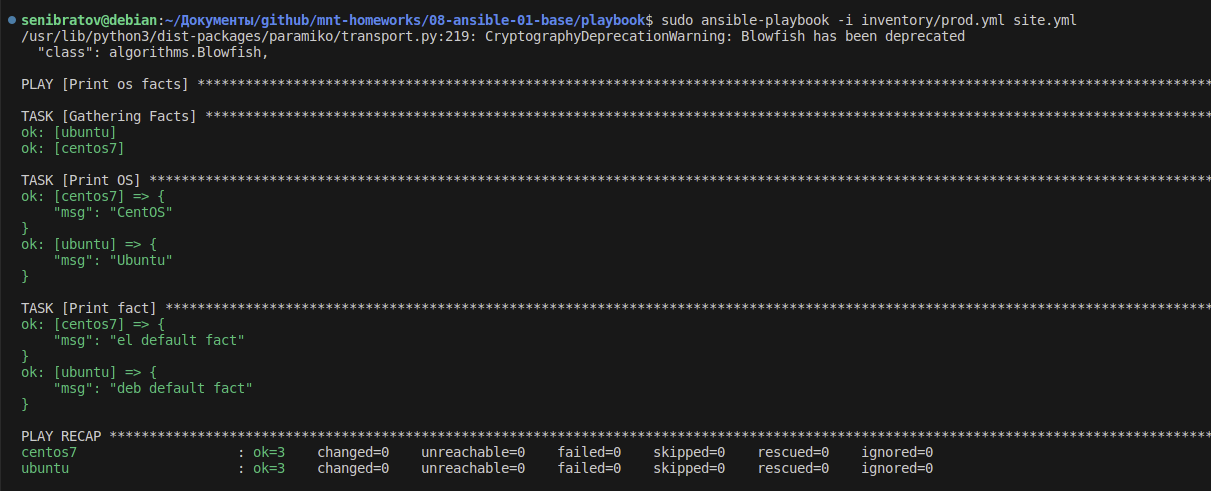 senibratov@debian:~/Документы/github/mnt-homeworks/08-ansible-01-base/playbook$ sudo ansible-playbook -i inventory/prod.yml site.yml
/usr/lib/python3/dist-packages/paramiko/transport.py:219: CryptographyDeprecationWarning: Blowfish has been deprecated
  "class": algorithms.Blowfish,
PLAY [Print os facts] *******************************************************************************************************************************
TASK [Gathering Facts] ******************************************************************************************************************************
ok: [ubuntu]
ok: [centos7]
TASK [Print OS] *************************************************************************************************************************************
ok: [centos7] => {
    "msg": "CentOS"
}
ok: [ubuntu] => {
    "msg": "Ubuntu"
}
TASK [Print fact] ***********************************************************************************************************************************
ok: [centos7] => {
    "msg": "el default fact"
}
ok: [ubuntu] => {
    "msg": "deb default fact"
}
PLAY RECAP ******************************************************************************************************************************************
centos7                    : ok=3    changed=0    unreachable=0    failed=0    skipped=0    rescued=0    ignored=0
ubuntu                     : ok=3    changed=0    unreachable=0    failed=0    skipped=0    rescued=0    ignored=0